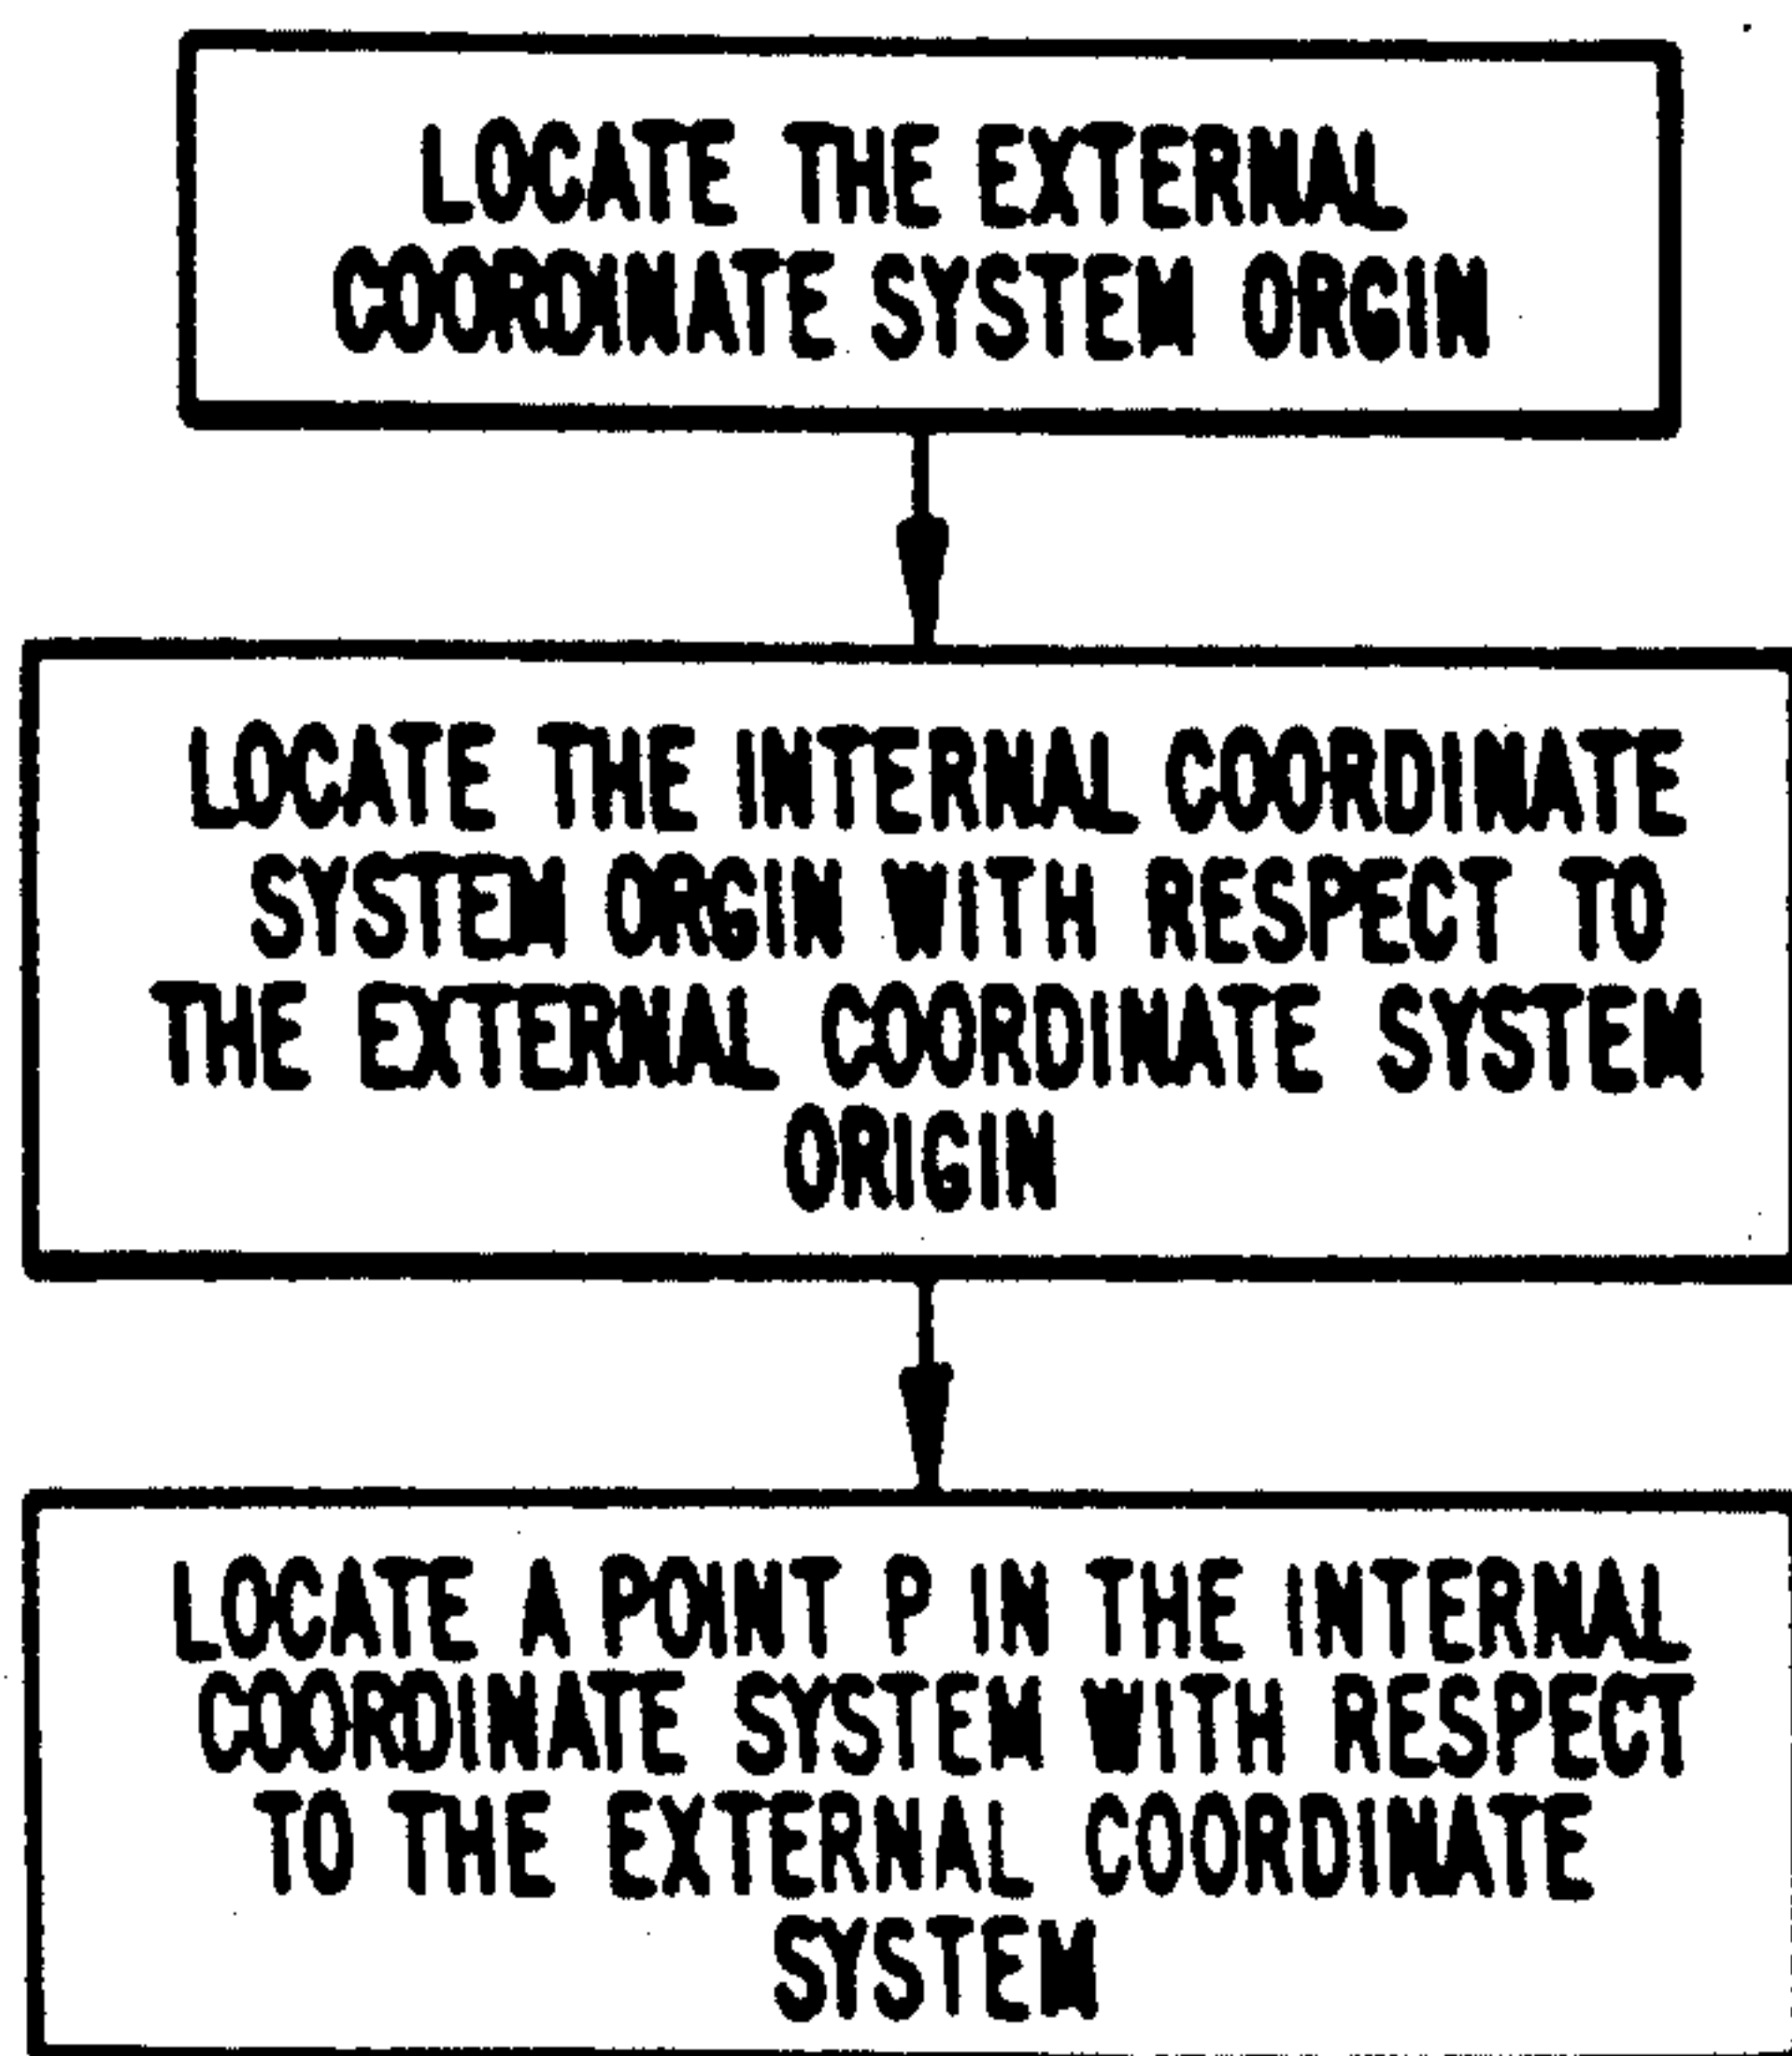 LOCATE THE EXTERNAL
COORDINATE SYSTEM ORGIN
LOCATE THE INTERNAL COORDINATE
SYSTEM ORGIN WITH RESPECT TO
THE EXTERNAL COORDINATE SYSTEM
ORIGIN
LOCATE A POINT P IN THE INTERNAL
COORDINATE SYSTEM WITH RESPECT
TO THE EXTERNAL COORDINATE
SYSTEM